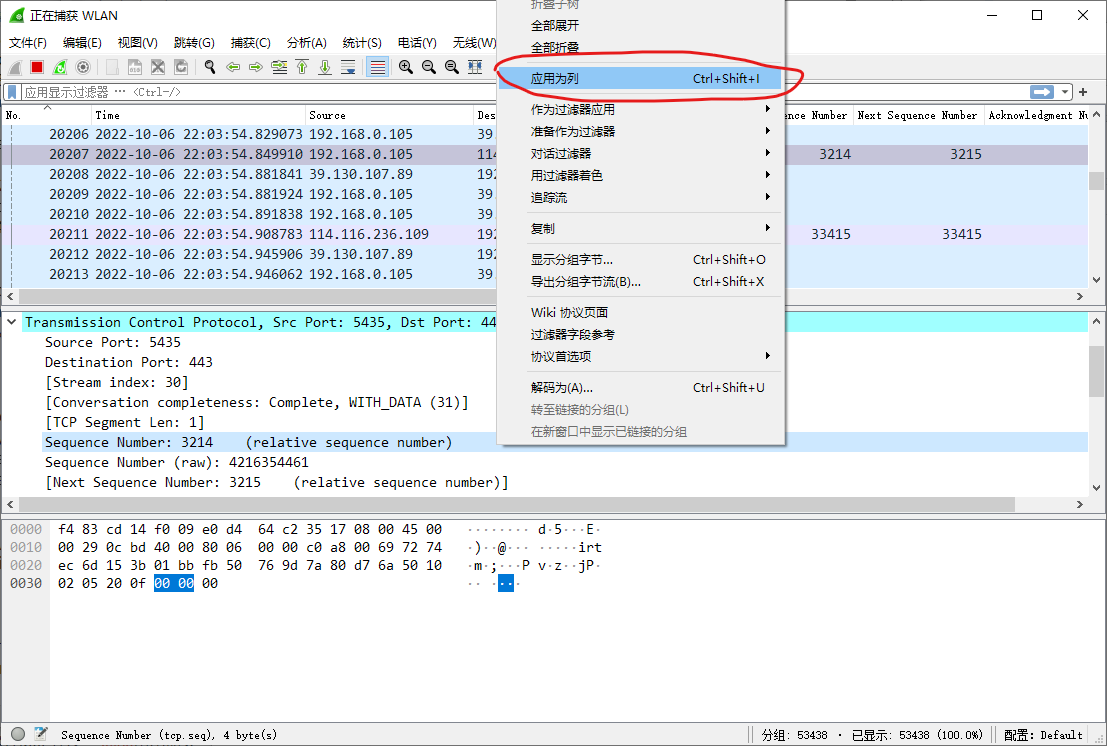 正在捕获 WLAN
文件(F) 编辑(E) 视图(V) 跳转(G) 捕获(C) 分析(A) 统计(S) 电话(Y) 无线(W)
应用显示过滤器 … <Ctrl-/>
折叠子树
全部展开
全部折叠
应用为列 Ctrl+Shift+I
作为过滤器应用
准备作为过滤器
对话过滤器
用过滤器着色
追踪流
复制
显示分组字节... Ctrl+Shift+O
导出分组字节流(B)... Ctrl+Shift+X
Wiki 协议页面
过滤器字段参考
协议首选项
解码为(A)... Ctrl+Shift+U
转至链接的分组(L)
在新窗口中显示已链接的分组
No. Time Source Des ence Number Next Sequence Number Acknowledgment Nu
20206 2022-10-06 22:03:54.829073 192.168.0.105 39.
20207 2022-10-06 22:03:54.849910 192.168.0.105 114 3214 3215
20208 2022-10-06 22:03:54.881841 39.130.107.89 192
20209 2022-10-06 22:03:54.881924 192.168.0.105 39.
20210 2022-10-06 22:03:54.891838 192.168.0.105 39.
20211 2022-10-06 22:03:54.908783 114.116.236.109 192 33415 33415
20212 2022-10-06 22:03:54.945906 39.130.107.89 192
20213 2022-10-06 22:03:54.946062 192.168.0.105 39.
Transmission Control Protocol, Src Port: 5435, Dst Port: 44
Source Port: 5435
Destination Port: 443
[Stream index: 30]
[Conversation completeness: Complete, WITH_DATA (31)]
[TCP Segment Len: 1]
Sequence Number: 3214 (relative sequence number)
Sequence Number (raw): 4216354461
[Next Sequence Number: 3215 (relative sequence number)]
0000 f4 83 cd 14 f0 09 e0 d4 64 c2 35 17 08 00 45 00 ········ d·5···E·
0010 00 29 0c bd 40 00 80 06 00 00 c0 a8 00 69 72 74 ·)··@··· ·····irt
0020 ec 6d 15 3b 01 bb fb 50 76 9d 7a 80 d7 6a 50 10 ·m·;···P v·z··jP·
0030 02 05 20 0f 00 00 00 ·· ····
Sequence Number (tcp.seq), 4 byte(s) 分组: 53438 · 已显示: 53438 (100.0%) 配置: Default